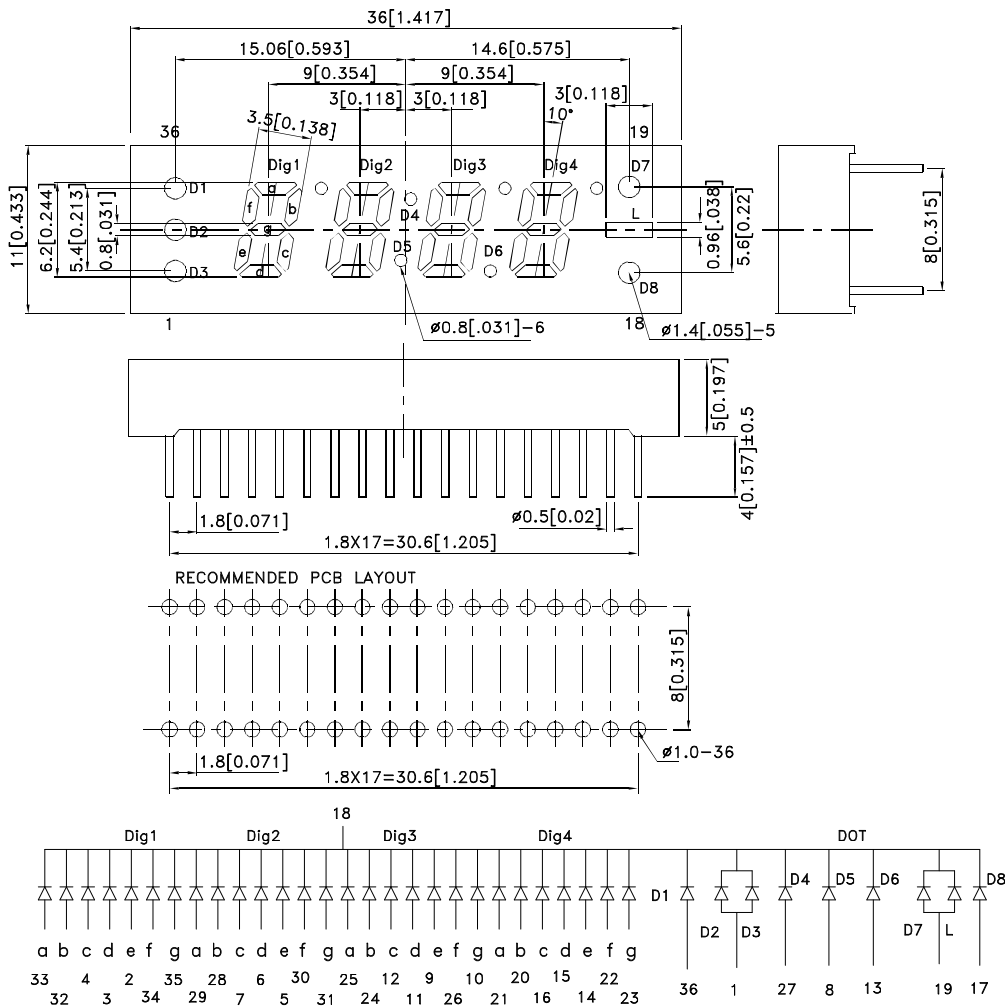 36[1.417]
15.06[0.593] 14.6[0.575]
9[0.354] 9[0.354]
3[0.118] 3[0.118] 3[0.118]
3.5[0.138] 10°
36 19
Dig1 Dig2 Dig3 Dig4 D7
D1 a
f b D4 L
D2 g
e c D5 D6
D3 d D8
11[0.433]
6.2[0.244]
5.4[0.213]
0.8[.031]
0.96[.038]
5.6[0.22]
8[0.315]
1 18
ø0.8[.031]-6 ø1.4[.055]-5
5[0.197]
4[0.157]±0.5
1.8[0.071] ø0.5[0.02]
1.8X17=30.6[1.205]
RECOMMENDED PCB LAYOUT
8[0.315]
1.8[0.071] ø1.0-36
1.8X17=30.6[1.205]
18
Dig1 Dig2 Dig3 Dig4 DOT
D1 D4 D5 D6 D8
D2 D3 D7 L
a b c d e f g a b c d e f g a b c d e f g a b c d e f g
33 4 2 35 28 6 30 25 12 9 10 20 15 22 36 1 27 8 13 19 17
32 3 34 29 7 5 31 24 11 26 21 16 14 23